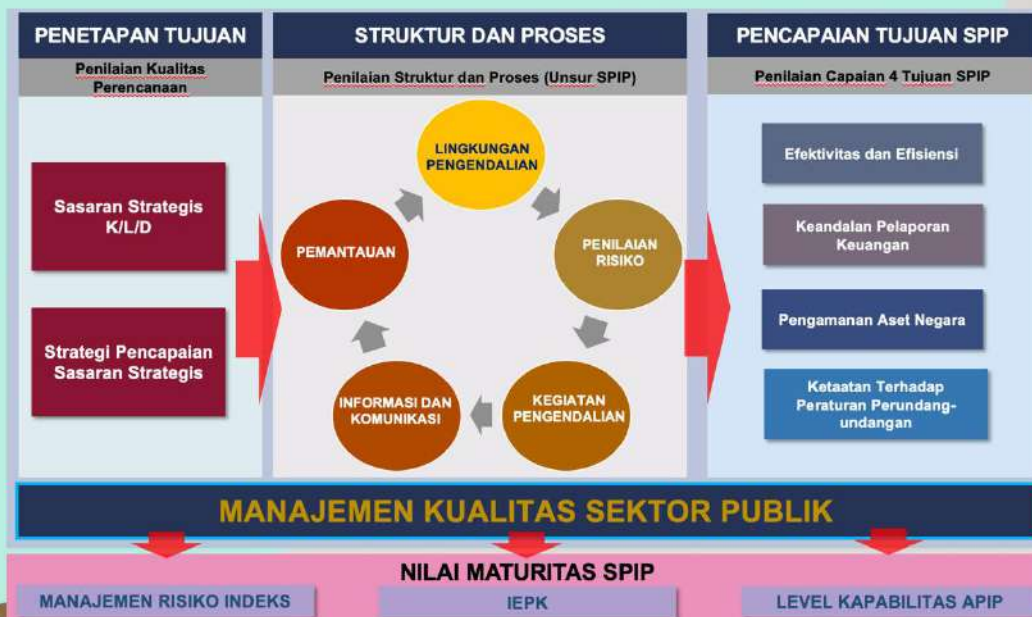 PENETAPAN TUJUAN
Penilaian Kualitas
Perencanaan
Sasaran Strategis
K/L/D
Strategi Pencapaian
Sasaran Strategis
STRUKTUR DAN PROSES
Penilaian Struktur dan Proses (Unsur SPIP)
LINGKUNGAN
PENGENDALIAN
PENILAIAN
RISIKO
KEGIATAN
PENGENDALIAN
INFORMASI DAN
KOMUNIKASI
PEMANTAUAN
PENCAPAIAN TUJUAN SPIP
Penilaian Capaian 4 Tujuan SPIP
Efektivitas dan Efisiensi
Keandalan Pelaporan
Keuangan
Pengamanan Aset Negara
Ketaatan Terhadap
Peraturan Perundang-
undangan
MANAJEMEN KUALITAS SEKTOR PUBLIK
NILAI MATURITAS SPIP
MANAJEMEN RISIKO INDEKS
IEPK
LEVEL KAPABILITAS APIP